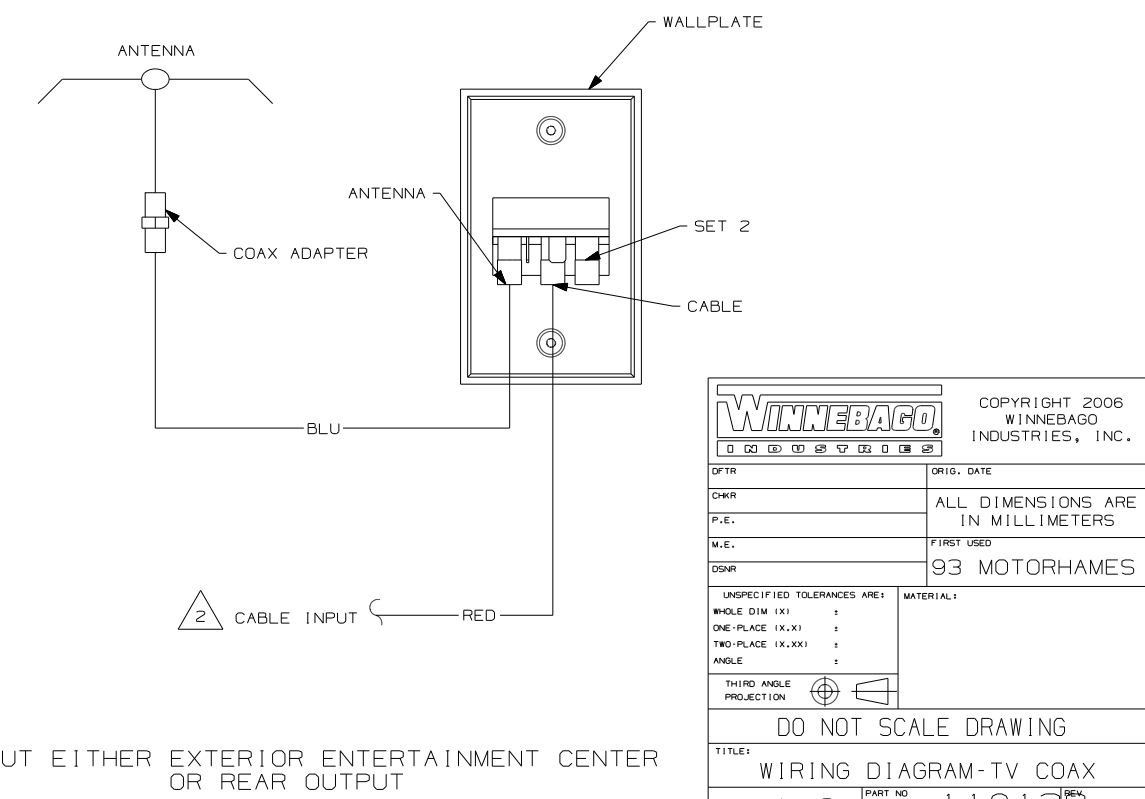 WALLPLATE
ANTENNA
ANTENNA
SET 2
COAX ADAPTER
CABLE
BLU
2 CABLE INPUT
RED
UT EITHER EXTERIOR ENTERTAINMENT CENTER
OR REAR OUTPUT
WINNEBAGO
INDUSTRIES
COPYRIGHT 2006
WINNEBAGO
INDUSTRIES, INC.
DFTR
ORIG. DATE
CHKR
ALL DIMENSIONS ARE
IN MILLIMETERS
P.E.
M.E.
FIRST USED
93 MOTORHAMES
DSNR
UNSPECIFIED TOLERANCES ARE:
MATERIAL:
WHOLE DIM (X) ±
ONE-PLACE (X.X) ±
TWO-PLACE (X.XX) ±
ANGLE ±
THIRD ANGLE
PROJECTION
DO NOT SCALE DRAWING
TITLE:
WIRING DIAGRAM-TV COAX
PART NO
REV